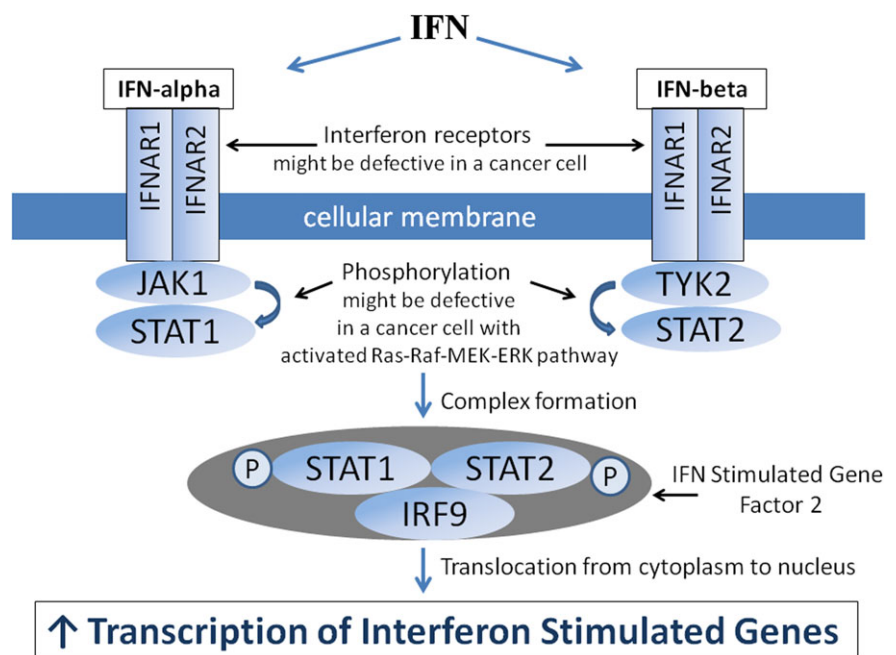 IFN
IFN-alpha
IFN-beta
IFNAR1
IFNAR2
Interferon receptors
might be defective in a cancer cell
IFNAR1
IFNAR2
cellular membrane
JAK1
STAT1
Phosphorylation
might be defective
in a cancer cell with
activated Ras-Raf-MEK-ERK pathway
TYK2
STAT2
Complex formation
P
STAT1
STAT2
P
IRF9
IFN Stimulated Gene
Factor 2
Translocation from cytoplasm to nucleus
↑ Transcription of Interferon Stimulated Genes